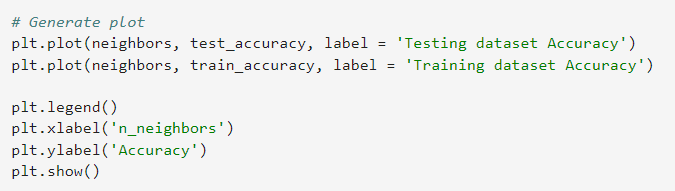 # Generate plot
plt.plot(neighbors, test_accuracy, label = 'Testing dataset Accuracy')
plt.plot(neighbors, train_accuracy, label = 'Training dataset Accuracy')
plt.legend()
plt.xlabel('n_neighbors')
plt.ylabel('Accuracy')
plt.show()